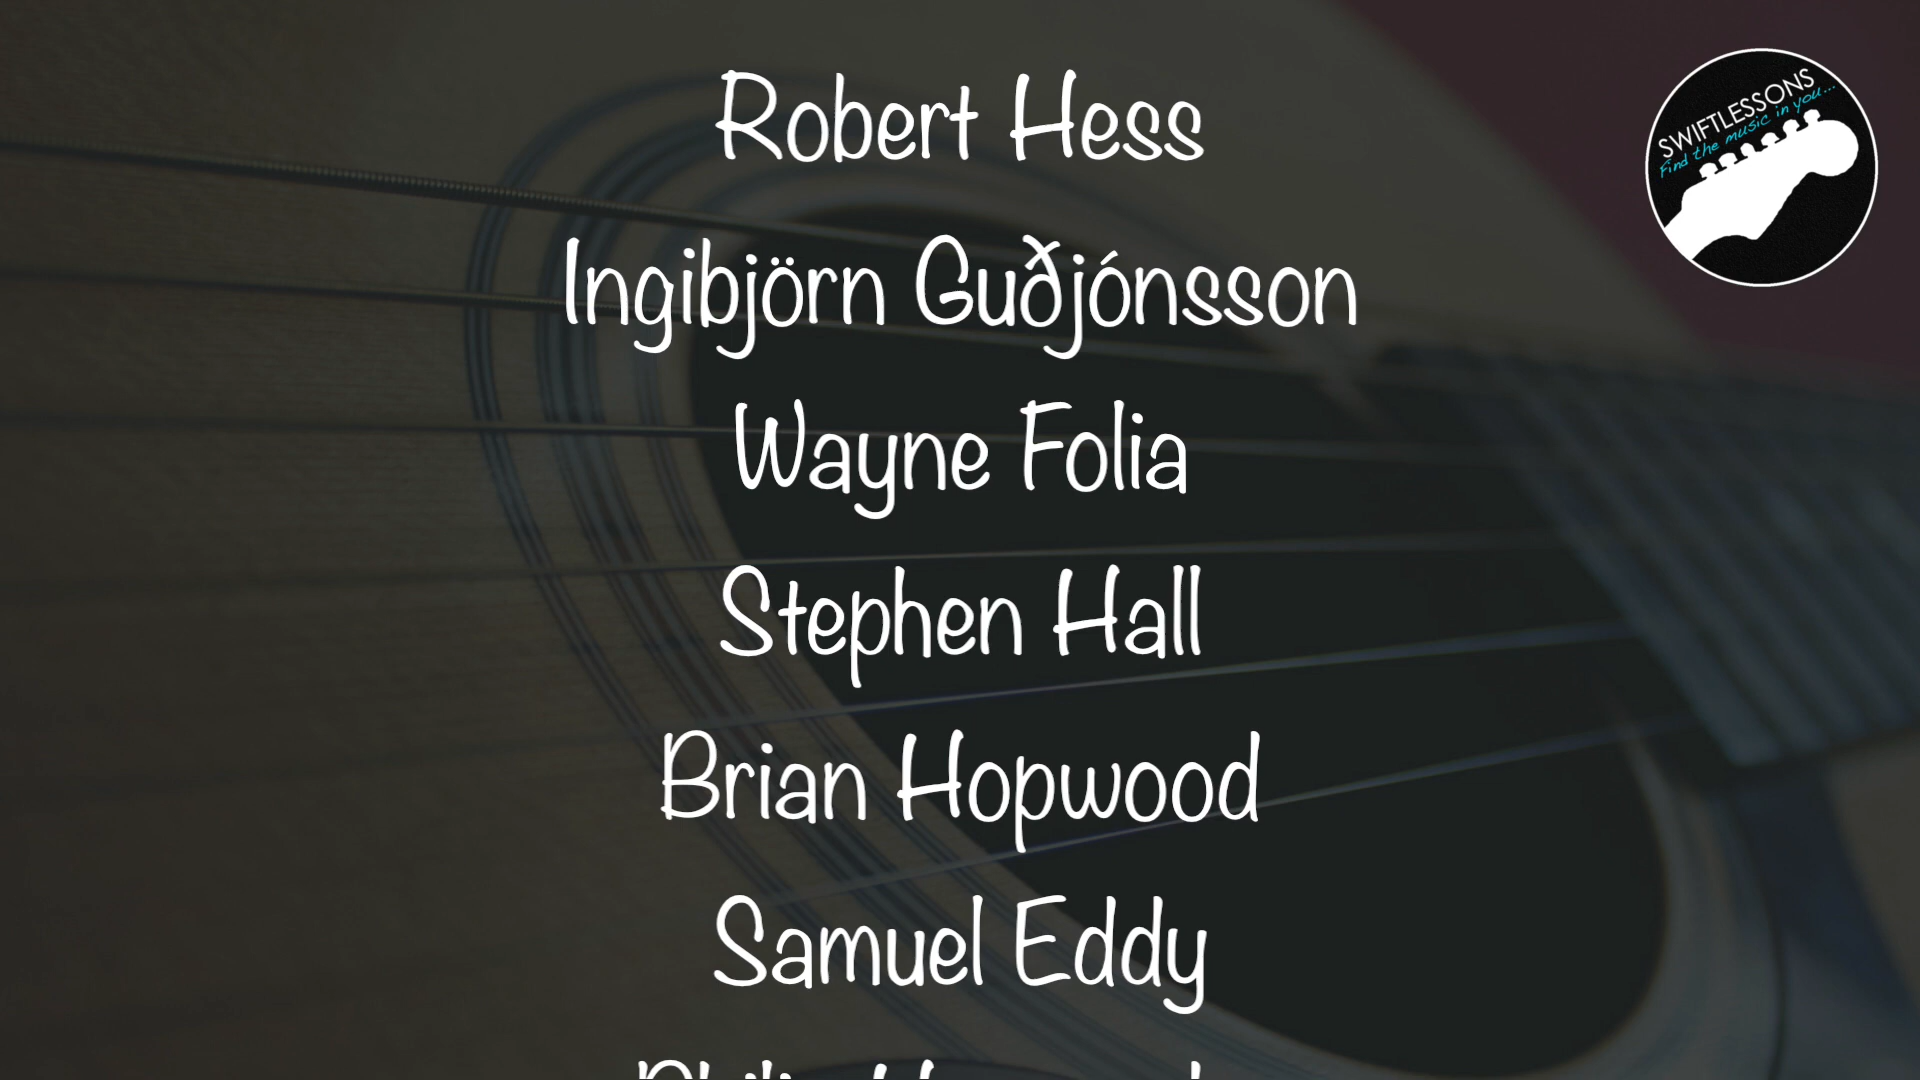 Robert Hess
SWIFTLESSONS
find the music in you...
Ingibjörn Guðjónsson
Wayne Folia
Stephen Hall
Brian Hopwood
Samuel Eddy